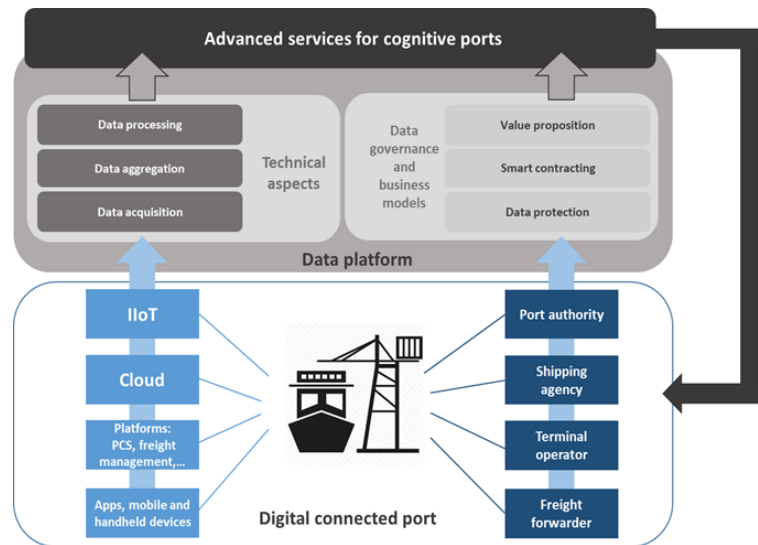 Advanced services for cognitive ports
Data processing
Data aggregation
Data acquisition
Technical
aspects
Data
governance
and
business
models
Value proposition
Smart contracting
Data protection
Data platform
IIoT
Cloud
Platforms:
PCS, freight
management,...
Apps, mobile and
handheld devices
Port authority
Shipping
agency
Terminal
operator
Freight
forwarder
Digital connected port